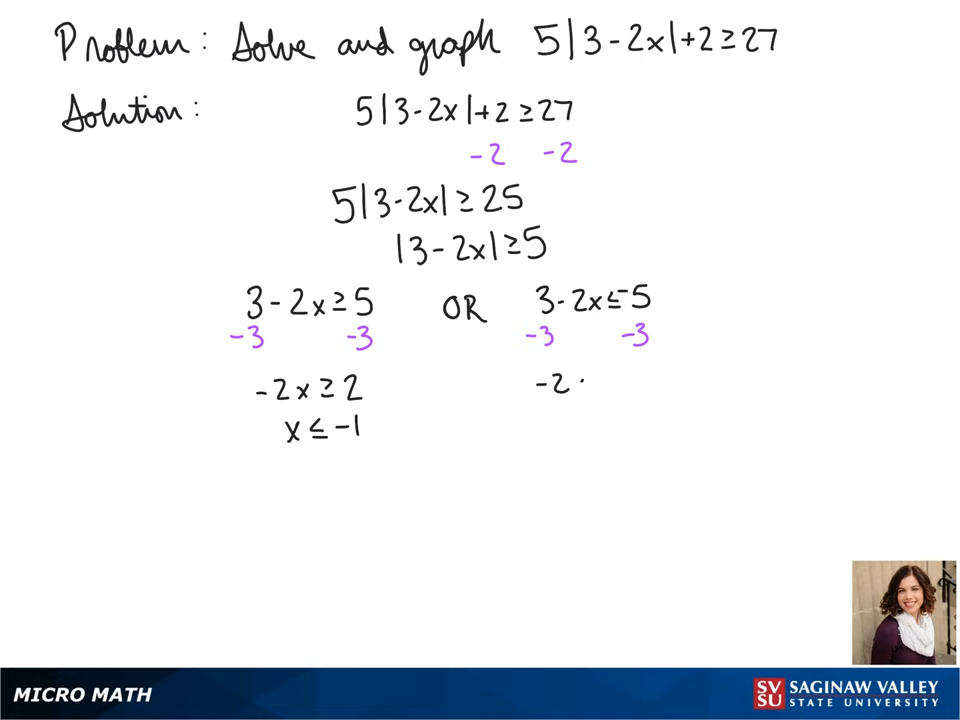 Problem: Solve and graph 5|3-2x|+2≥27
Solution: 5|3-2x|+2≥27
-2 -2
5|3-2x|≥25
|3-2x|≥5
3-2x≥5 OR 3-2x≤-5
-3 -3 -3 -3
-2x≥2 -2
x≤-1
MICRO MATH SVSU SAGINAW VALLEY STATE UNIVERSITY